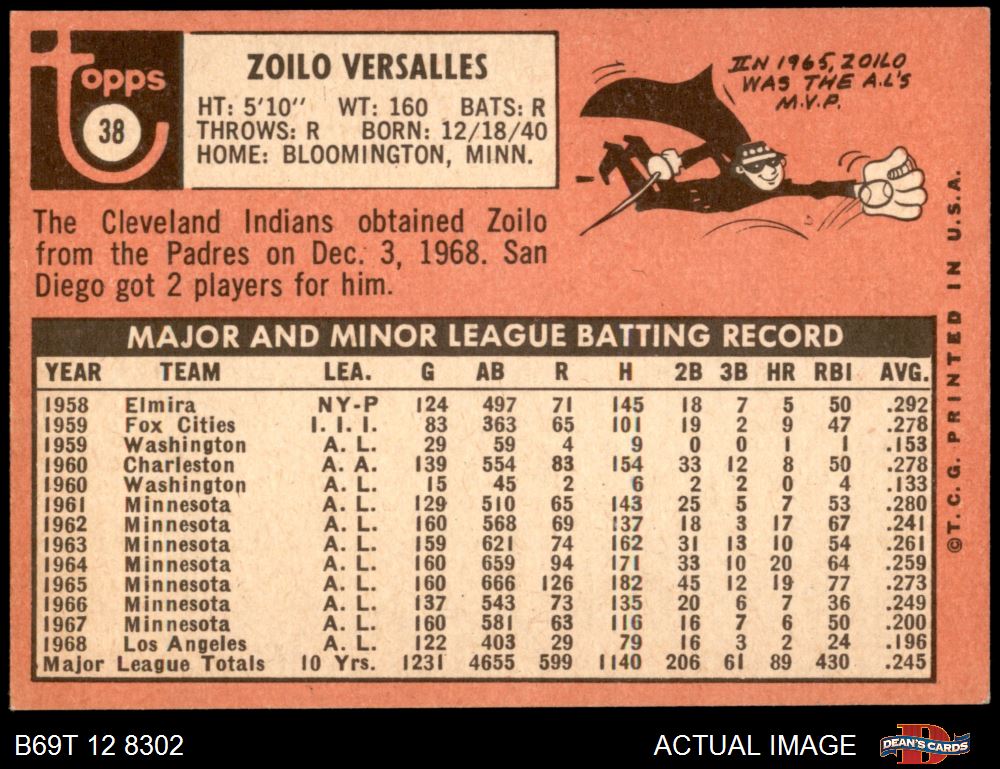 Topps
38
ZOILO VERSALLES
HT: 5'10" WT: 160 BATS: R
THROWS: R BORN: 12/18/40
HOME: BLOOMINGTON, MINN.
IN 1965, ZOILO
WAS THE A.L'S
M.V.P.
The Cleveland Indians obtained Zoilo
from the Padres on Dec. 3, 1968. San
Diego got 2 players for him.
MAJOR AND MINOR LEAGUE BATTING RECORD
YEAR TEAM LEA. G AB R H 2B 3B HR RBI AVG.
1958 Elmira NY-P 124 497 71 145 18 7 5 50 .292
1959 Fox Cities I. I. I. 83 363 65 101 19 2 9 47 .278
1959 Washington A. L. 29 59 4 9 0 0 1 1 .153
1960 Charleston A. A. 139 554 83 154 33 12 8 50 .278
1960 Washington A. L. 15 45 2 6 2 2 0 4 .133
1961 Minnesota A. L. 129 510 65 143 25 5 7 53 .280
1962 Minnesota A. L. 160 568 69 137 18 3 17 67 .241
1963 Minnesota A. L. 159 621 74 162 31 13 10 54 .261
1964 Minnesota A. L. 160 659 94 171 33 10 20 64 .259
1965 Minnesota A. L. 160 666 126 182 45 12 19 77 .273
1966 Minnesota A. L. 137 543 73 135 20 6 7 36 .249
1967 Minnesota A. L. 160 581 63 116 16 7 6 50 .200
1968 Los Angeles A. L. 122 403 29 79 16 3 2 24 .196
Major League Totals 10 Yrs. 1231 4655 599 1140 206 61 89 430 .245
©T. C. G. PRINTED IN U.S.A.
B69T 12 8302
ACTUAL IMAGE
DEAN'S CARDS